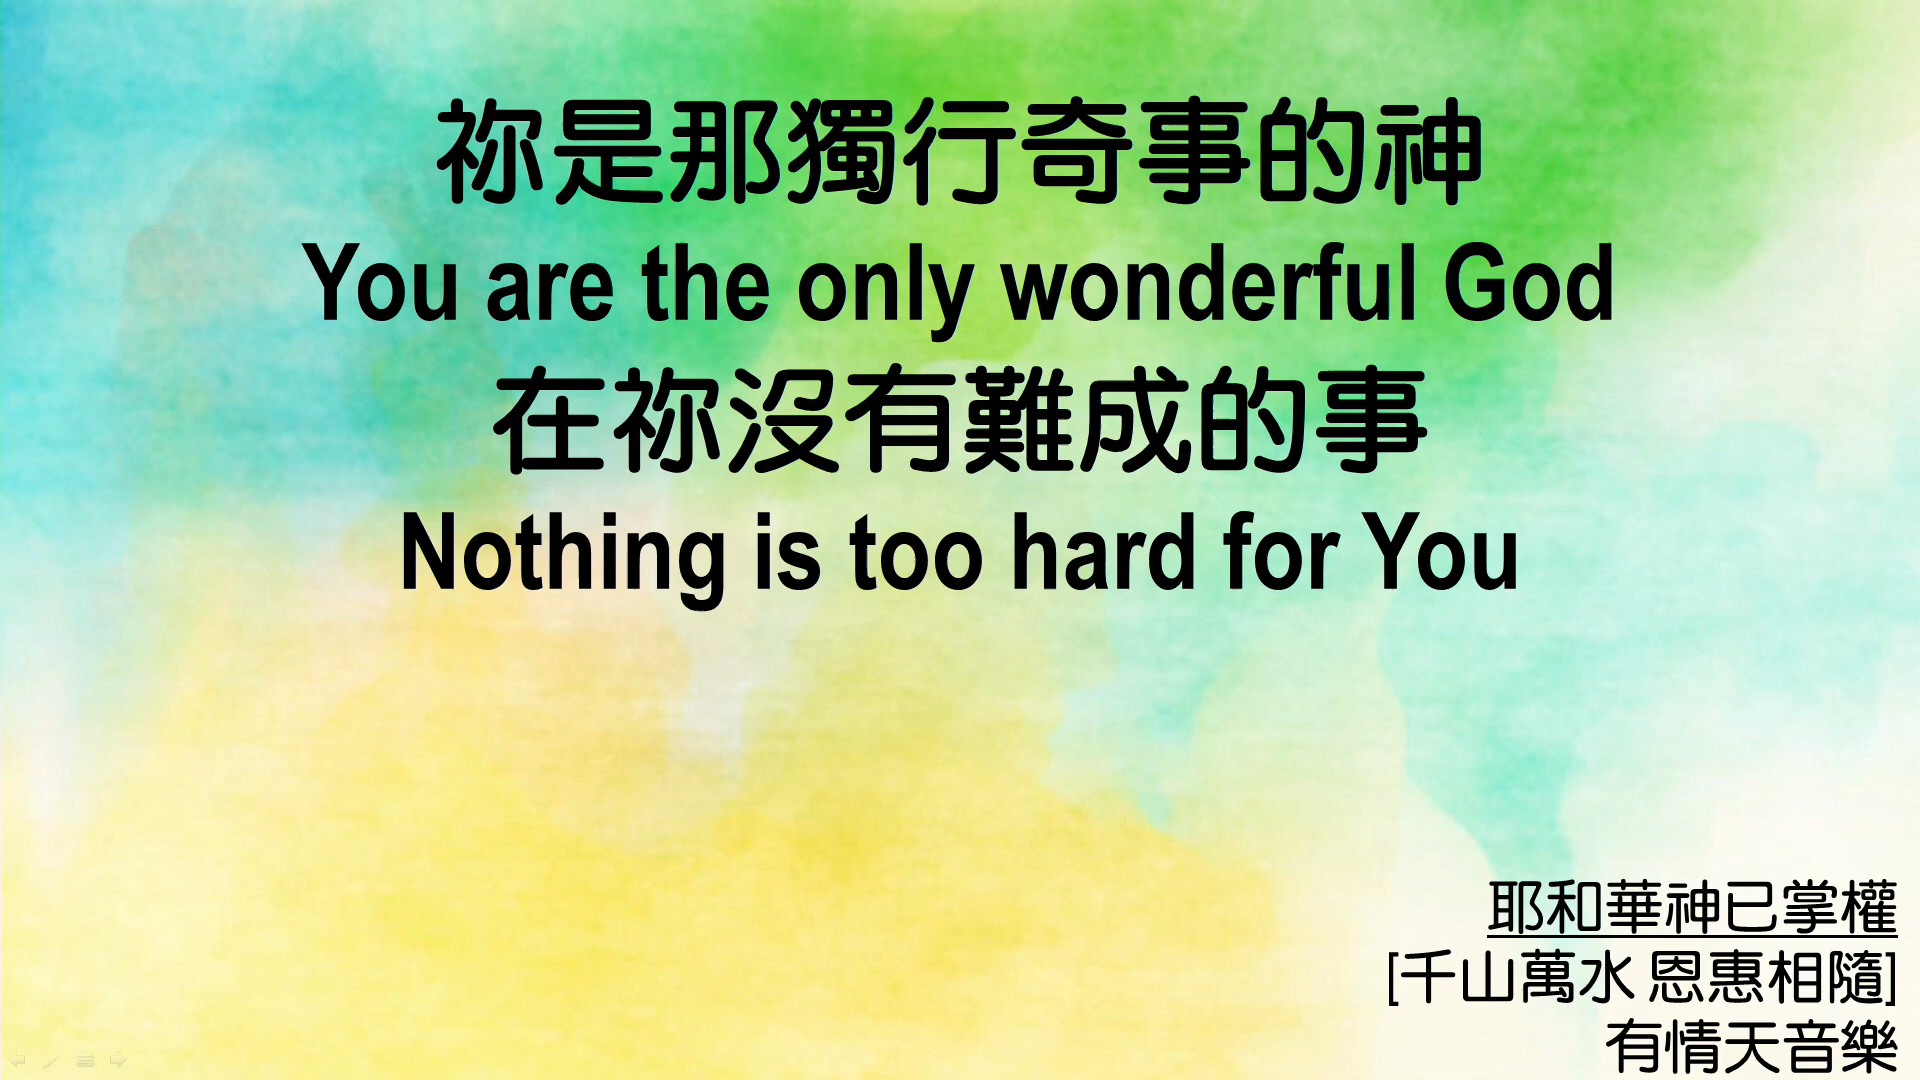 祢是那獨行奇事的神
You are the only wonderful God
在祢沒有難成的事
Nothing is too hard for You
耶和華神已掌權
[千山萬水 恩惠相隨]
有情天音樂